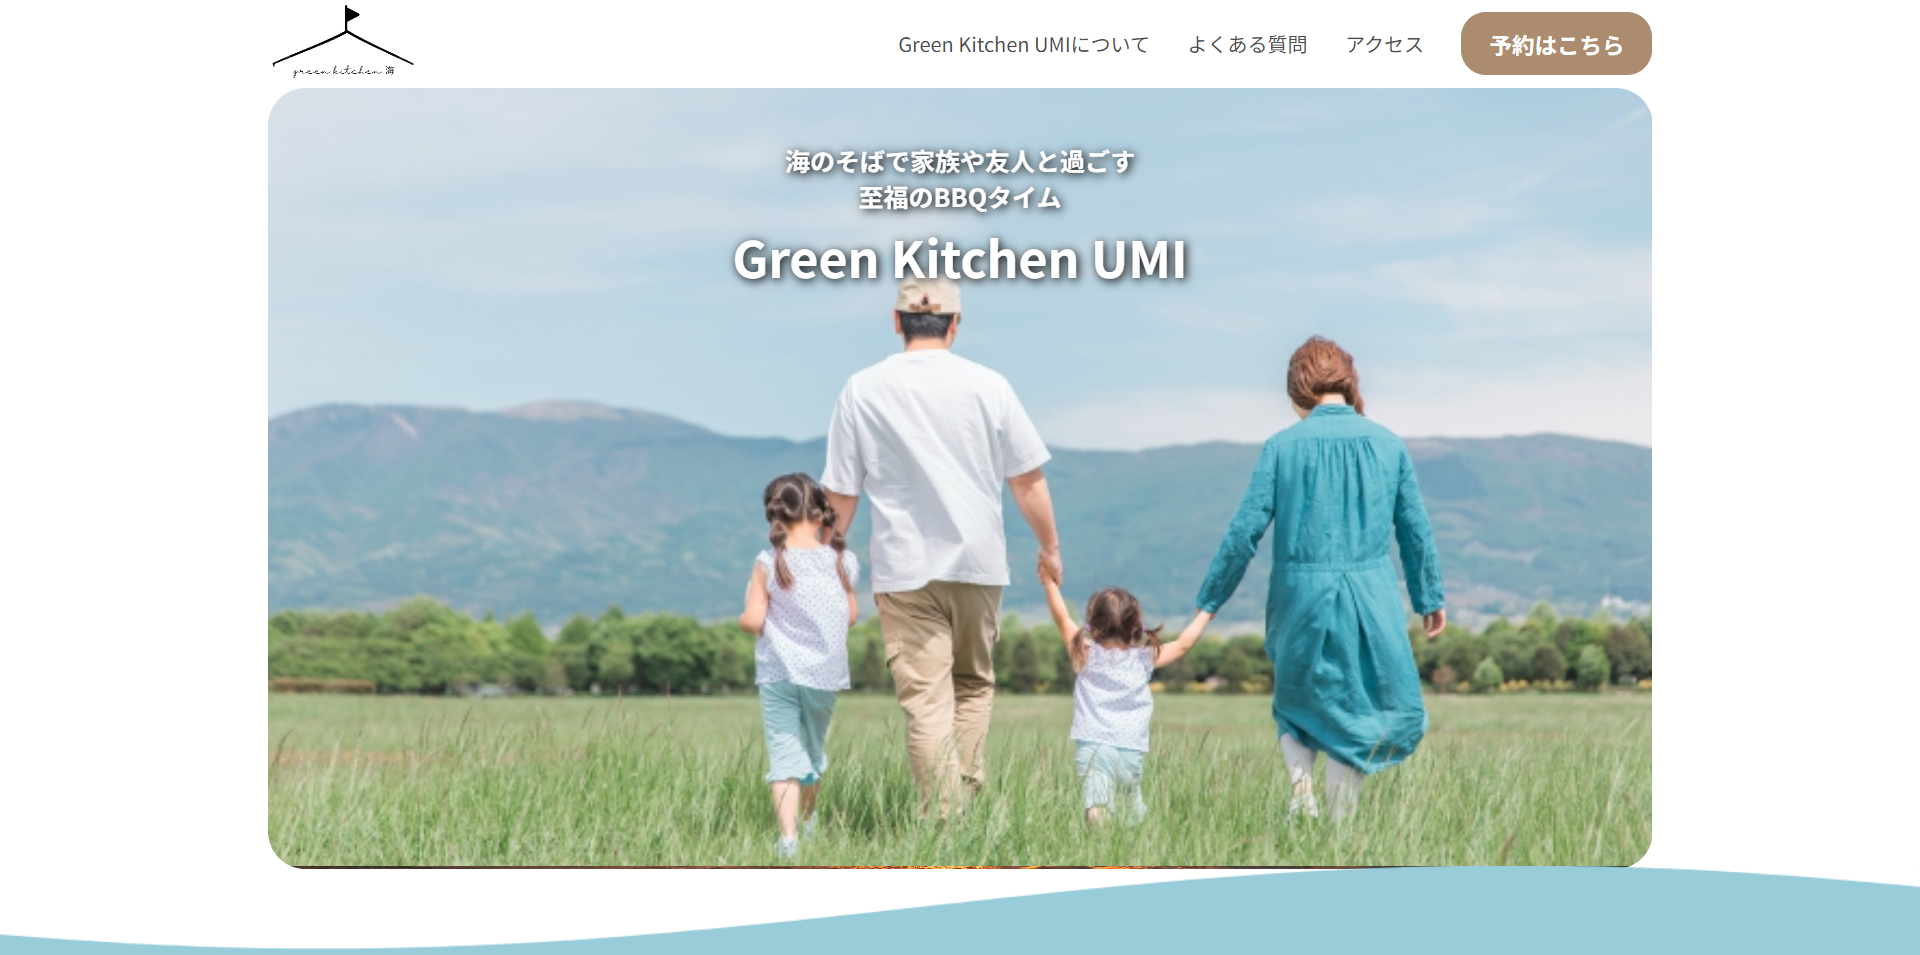 green kitchen 海
Green Kitchen UMIについて
よくある質問
アクセス
予約はこちら
海のそばで家族や友人と過ごす
至福のBBQタイム
Green Kitchen UMI